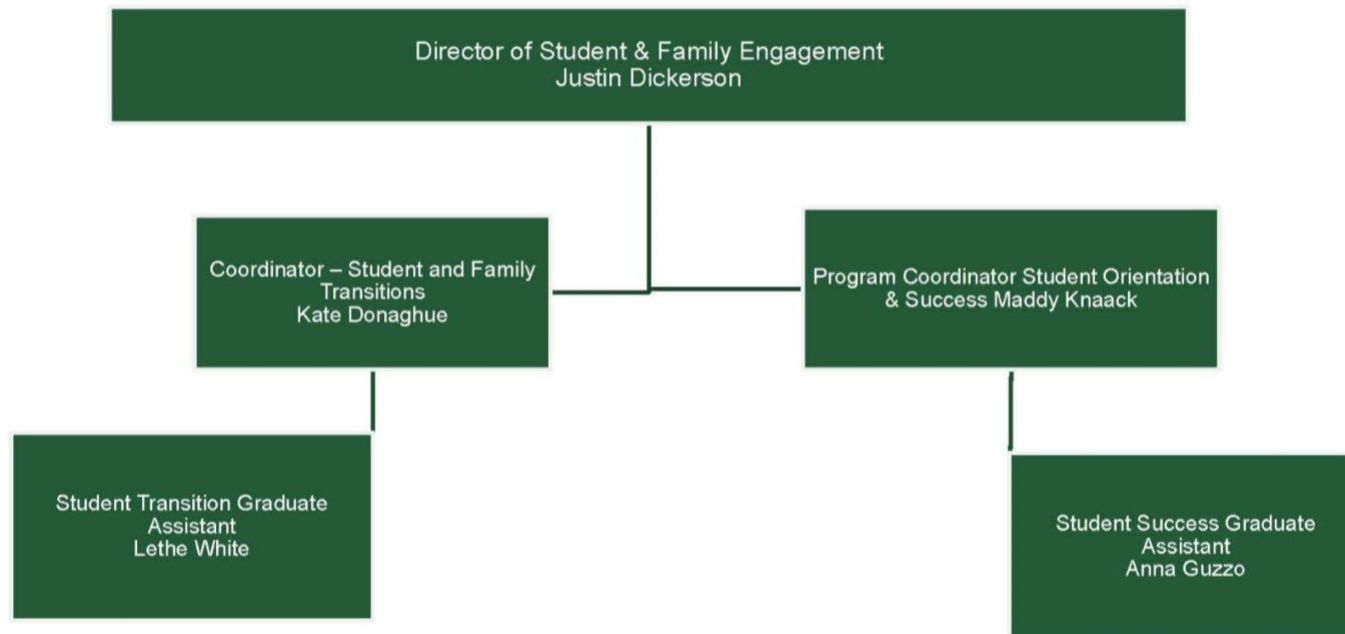 Director of Student & Family Engagement
Justin Dickerson
Coordinator – Student and Family
Transitions
Kate Donaghue
Program Coordinator Student Orientation
& Success Maddy Knaack
Student Transition Graduate
Assistant
Lethe White
Student Success Graduate
Assistant
Anna Guzzo